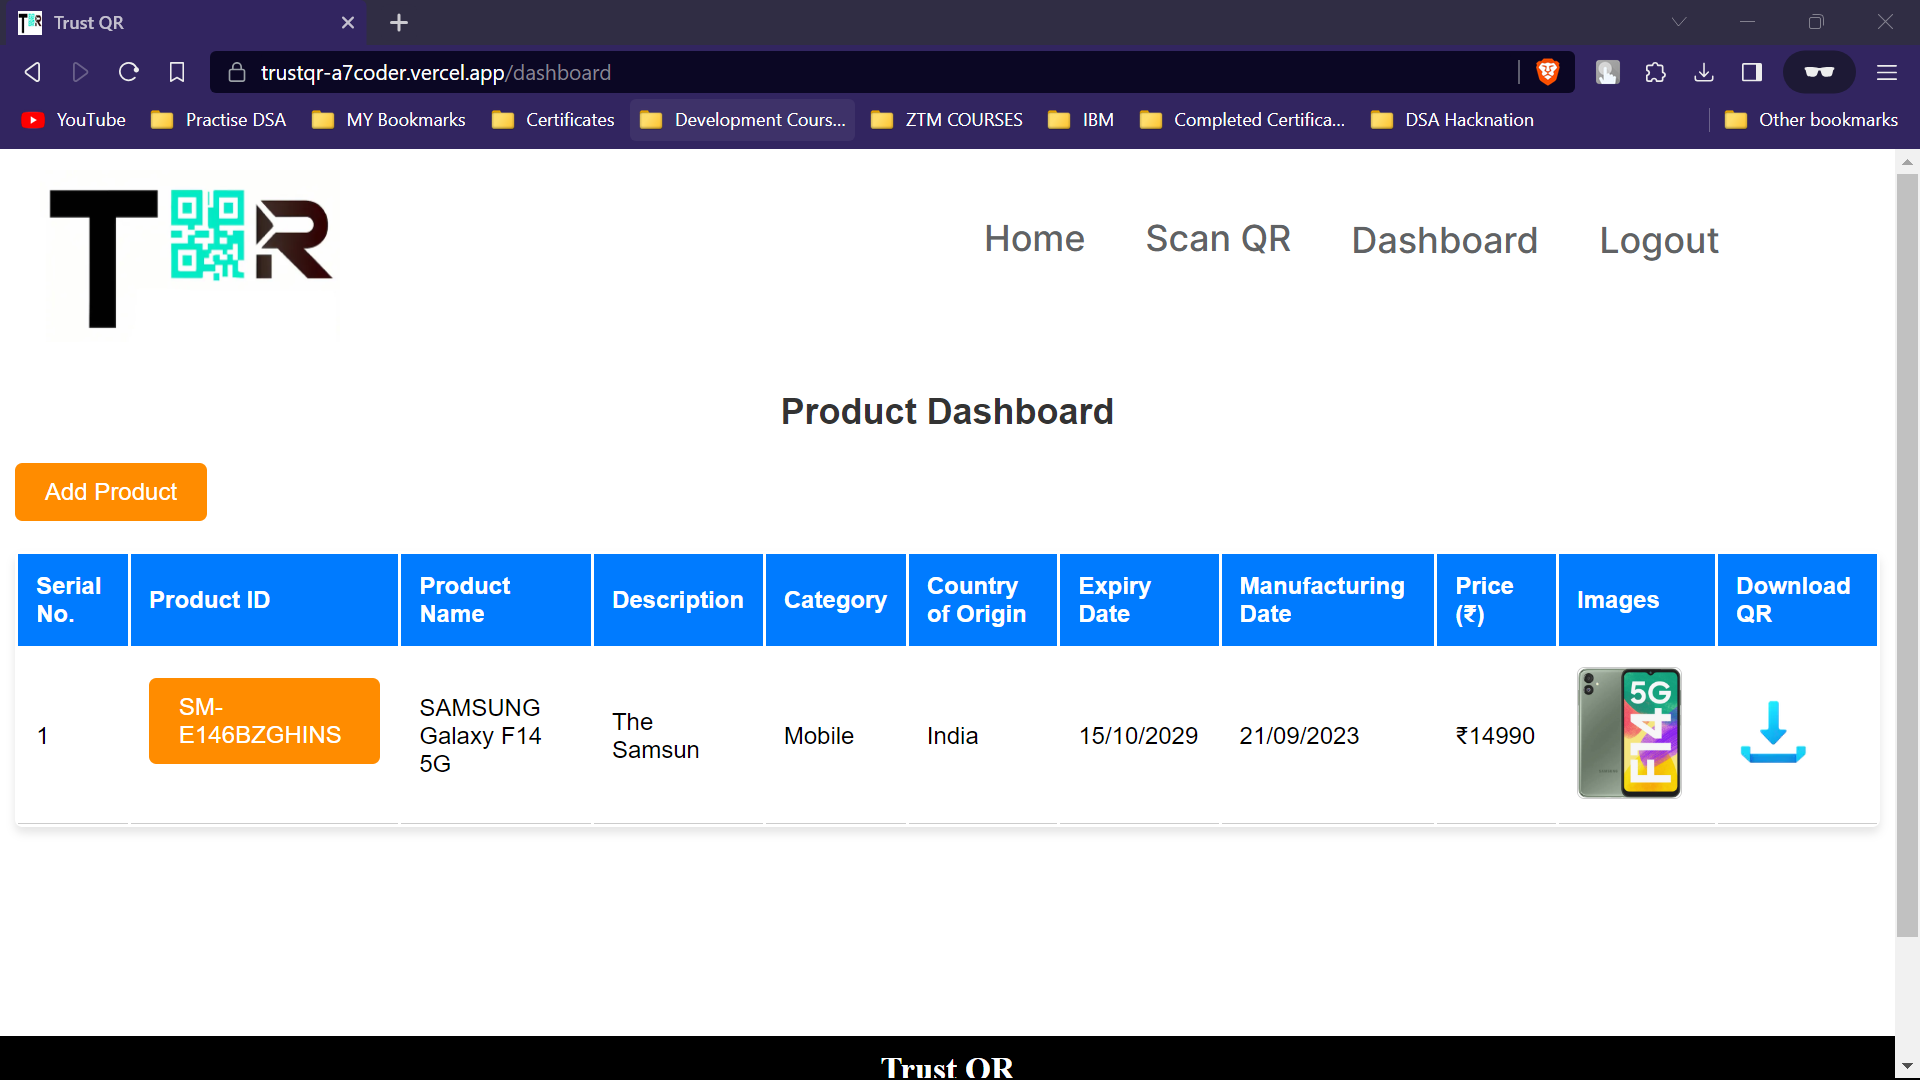 Trust QR
trustqr-a7coder.vercel.app/dashboard
YouTube Practise DSA MY Bookmarks Certificates Development Cours... ZTM COURSES IBM Completed Certifica... DSA Hacknation Other bookmarks
T R
Home Scan QR Dashboard Logout
Product Dashboard
Add Product
Serial No. Product ID Product Name Description Category Country of Origin Expiry Date Manufacturing Date Price (₹) Images Download QR
1 SM-E146BZGHINS SAMSUNG Galaxy F14 5G The Samsun Mobile India 15/10/2029 21/09/2023 ₹14990
5G
F14 5G
Trust QR